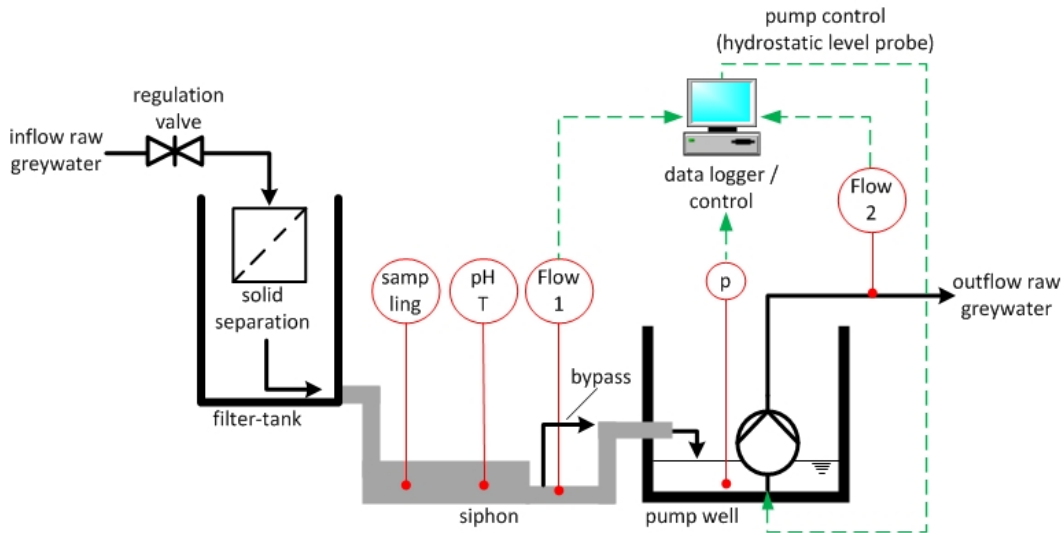 pump control
(hydrostatic level probe)
regulation
valve
inflow raw
greywater
data logger /
control
Flow
2
solid
separation
samp
ling
pH
T
Flow
1
p
outflow raw
greywater
bypass
filter-tank
siphon
pump well